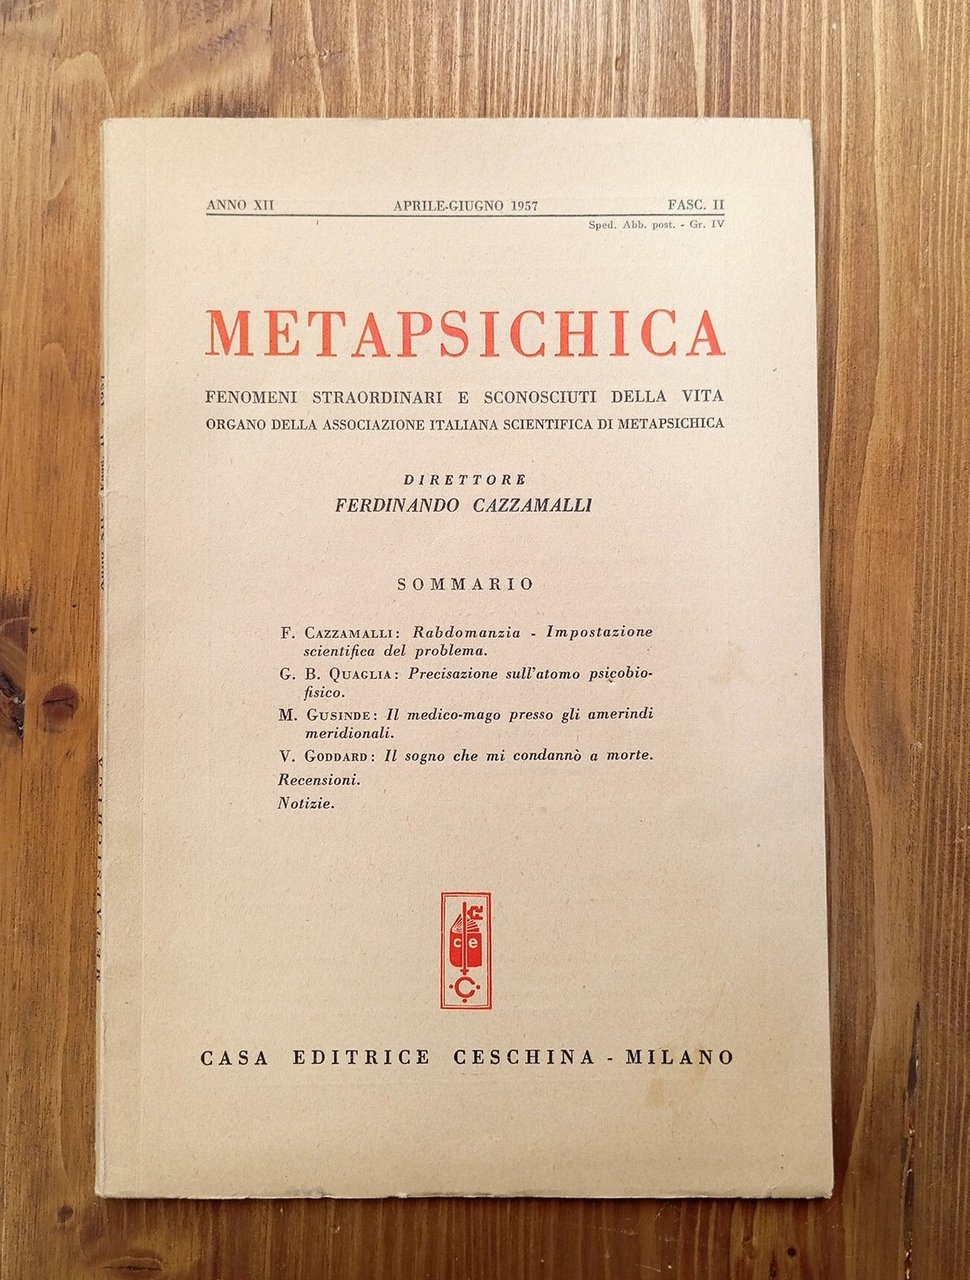 ANNO XII APRILE-GIUGNO 1957 FASC. II
Sped. Abb. post. - Gr. IV
METAPSICHICA
FENOMENI STRAORDINARI E SCONOSCIUTI DELLA VITA
ORGANO DELLA ASSOCIAZIONE ITALIANA SCIENTIFICA DI METAPSICHICA
DIRETTORE
FERDINANDO CAZZAMALLI
SOMMARIO
F. CAZZAMALLI: Rabdomanzia - Impostazione
scientifica del problema.
G. B. QUAGLIA: Precisazione sull'atomo psicobio-
fisico.
M. GUSINDE: Il medico-mago presso gli amerindi
meridionali.
V. GODDARD: Il sogno che mi condannò a morte.
Recensioni.
Notizie.
ce
C
CASA EDITRICE CESCHINA - MILANO
METAPSICHICA